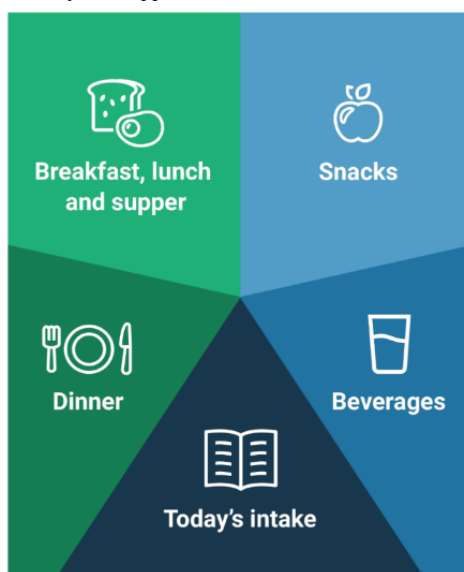 Breakfast, lunch
and supper
Snacks
Dinner
Beverages
Today's intake